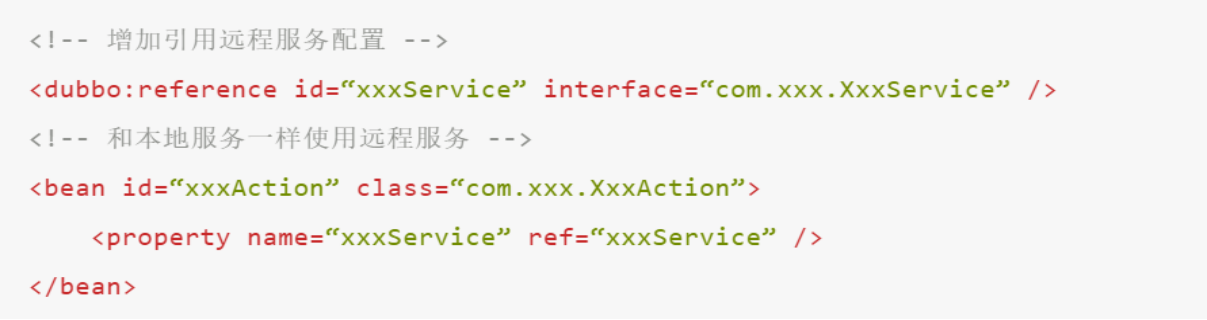 <!-- 增加引用远程服务配置 -->
<dubbo:reference id=“xxxService” interface=“com.xxx.XxxService” />
<!-- 和本地服务一样使用远程服务 -->
<bean id=“xxxAction” class=“com.xxx.XxxAction”>
    <property name=“xxxService” ref=“xxxService” />
</bean>